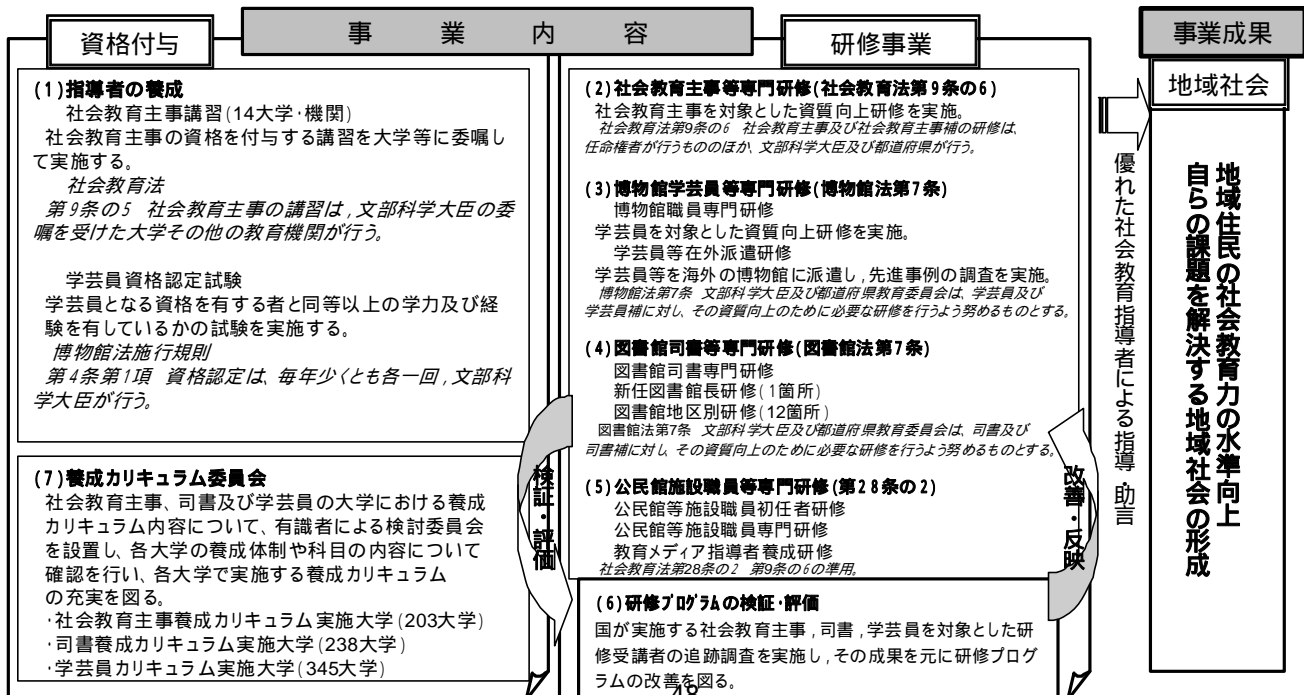 事業内容
資格付与
(1)指導者の養成
社会教育主事講習(14大学･機関)
社会教育主事の資格を付与する講習を大学等に委嘱し
て実施する。
社会教育法
第9条の5 社会教育主事の講習は,文部科学大臣の委
嘱を受けた大学その他の教育機関が行う。
学芸員資格認定試験
学芸員となる資格を有する者と同等以上の学力及び経
験を有しているかの試験を実施する。
博物館法施行規則
第4条第1項 資格認定は、毎年少くとも各一回,文部科
学大臣が行う。
(7)養成カリキュラム委員会
社会教育主事、司書及び学芸員の大学における養成
カリキュラム内容について、有識者による検討委員会
を設置し、各大学の養成体制や科目の内容について
確認を行い、各大学で実施する養成カリキュラム
の充実を図る。
･社会教育主事養成カリキュラム実施大学(203大学)
･司書養成カリキュラム実施大学(238大学)
･学芸員カリキュラム実施大学(345大学)
検証・評価
研修事業
(2)社会教育主事等専門研修(社会教育法第9条の6)
社会教育主事を対象とした資質向上研修を実施。
社会教育法第9条の6 社会教育主事及び社会教育主事補の研修は、
任命権者が行うもののほか、文部科学大臣及び都道府県が行う。
(3)博物館学芸員等専門研修(博物館法第7条)
博物館職員専門研修
学芸員を対象とした資質向上研修を実施。
学芸員等在外派遣研修
学芸員等を海外の博物館に派遣し,先進事例の調査を実施。
博物館法第7条 文部科学大臣及び都道府県教育委員会は、学芸員及び
学芸員補に対し、その資質向上のために必要な研修を行うよう努めるものとする。
(4)図書館司書等専門研修(図書館法第7条)
図書館司書専門研修
新任図書館長研修(1箇所)
図書館地区別研修(12箇所)
図書館法第7条 文部科学大臣及び都道府県教育委員会は、司書及び
司書補に対し、その資質向上のために必要な研修を行うよう努めるものとする。
(5)公民館施設職員等専門研修(第28条の2)
公民館等施設職員初任者研修
公民館等施設職員専門研修
教育メディア指導者養成研修
社会教育法第28条の2 第9条の6の準用。
改善・反映
(6)研修プログラムの検証･評価
国が実施する社会教育主事,司書,学芸員を対象とした研
修受講者の追跡調査を実施し,その成果を元に研修プログ
ラムの改善を図る。
48
優れた社会教育指導者による指導・助言
事業成果
地域社会
地域住民の社会教育力の水準向上
自らの課題を解決する地域社会の形成